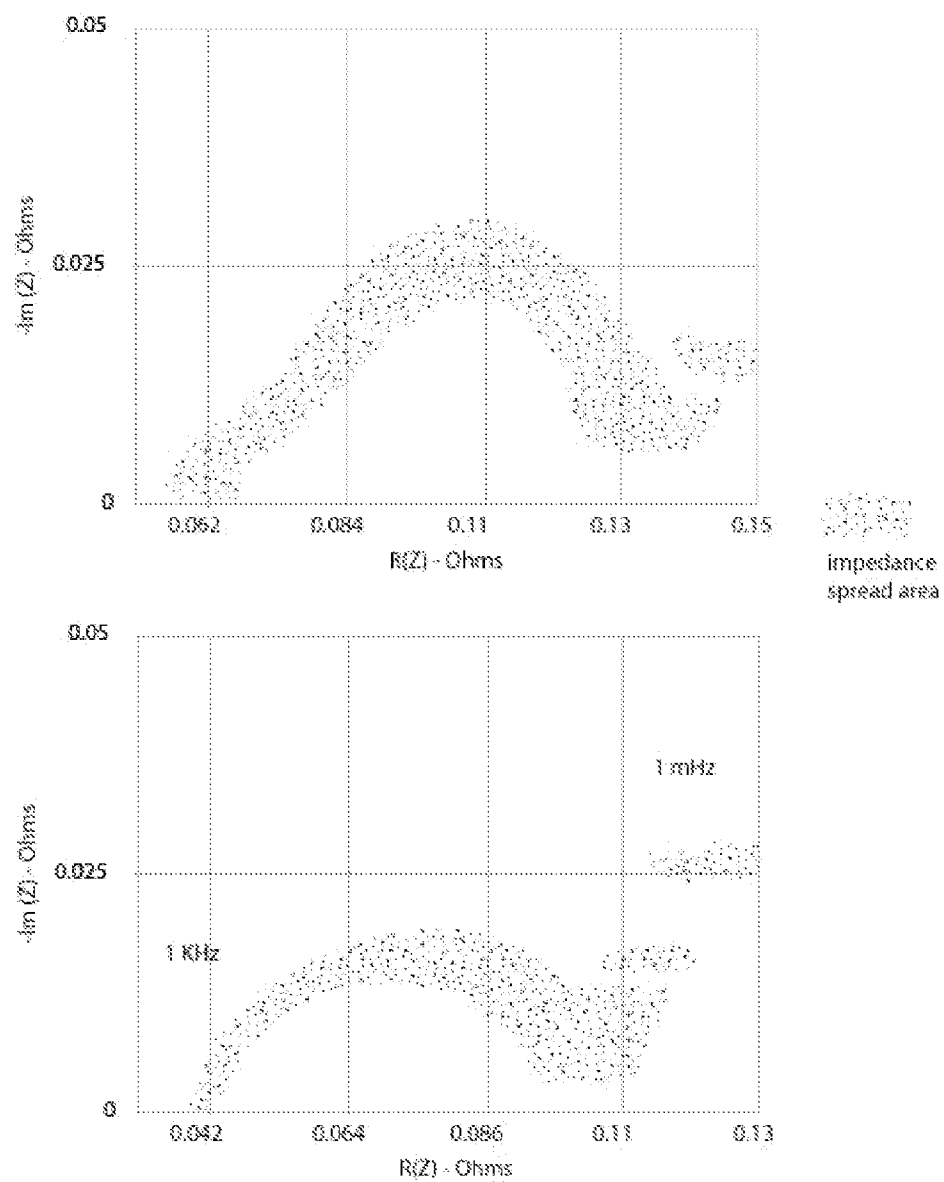 0.05
-Im (Z) - Ohms
0.025
0
0.062 0.084 0.11 0.13 0.15
R(Z) - Ohms
impedance
spread area
0.05
1 mHz
-Im (Z) - Ohms
0.025
1 KHz
0
0.042 0.064 0.086 0.11 0.13
R(Z) - Ohms